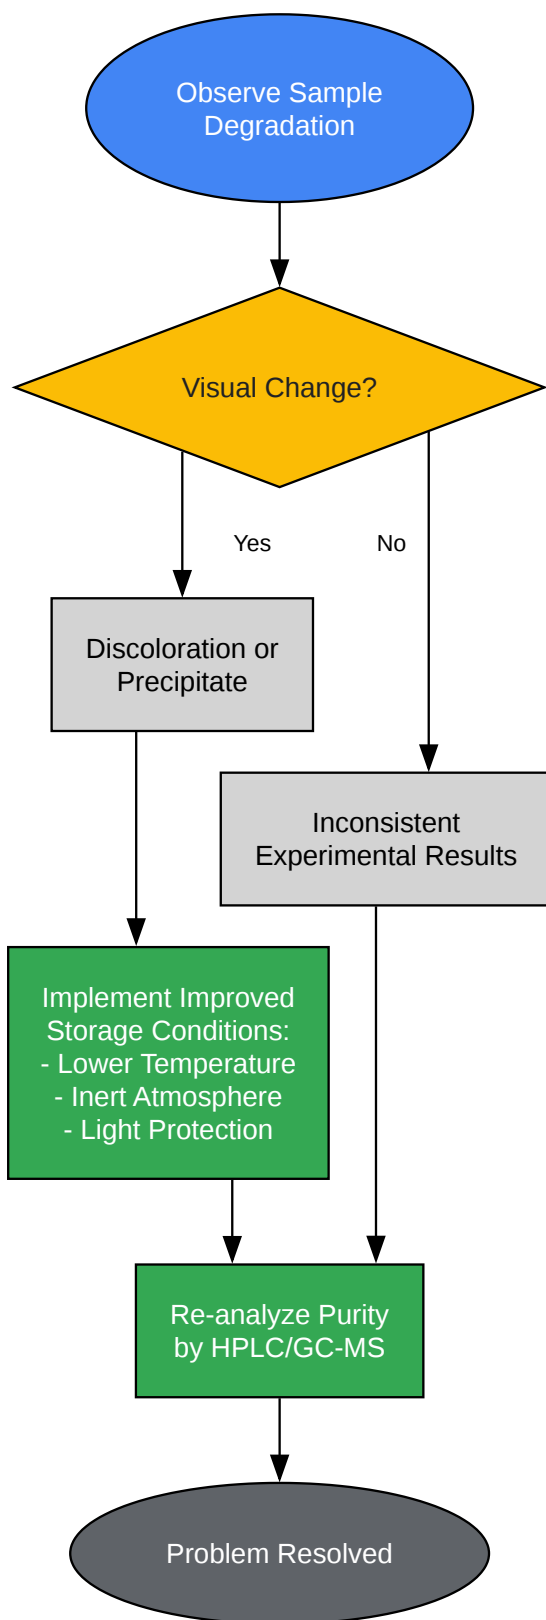 Observe Sample
Degradation
Visual Change?
Yes
No
Discoloration or
Precipitate
Inconsistent
Experimental Results
Implement Improved
Storage Conditions:
- Lower Temperature
- Inert Atmosphere
- Light Protection
Re-analyze Purity
by HPLC/GC-MS
Problem Resolved